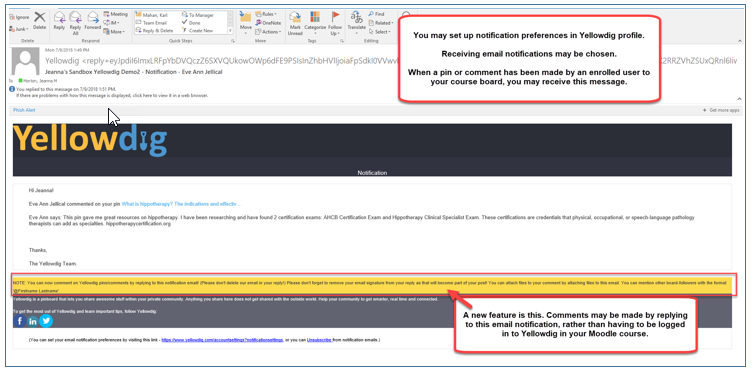 Ignore Meeting Mahan, Karl To Manager Rules Find
Junk Delete Reply Reply All Forward IM Team Email Done Move OneNote Mark Unread Categorize Follow Up Translate Related
More Reply & Delete Create New Actions Select
Delete Respond Quick Steps Move Tags Editing
You may set up notification preferences in Yellowdig profile.
Receiving email notifications may be chosen.
When a pin or comment has been made by an enrolled user to
your course board, you may receive this message.
Mon 7/9/2018 1:49 PM
Jeanna's Sandbox Yellowdig Demo2 - Notification - Eve Ann Jellical
To Horton, Jeanna H
You replied to this message on 7/9/2018 1:51 PM.
If there are problems with how this message is displayed, click here to view it in a web browser.
Phish Alert + Get more apps
Yellowdig
Notification
Hi Jeanna!
Eve Ann Jellical commented on your pin What is hippotherapy? The indications and effectiv...
Eve Ann says: This pin gave me great resources on hippotherapy. I have been researching and have found 2 certification exams: AHCB Certification Exam and Hippotherapy Clinical Specialist Exam. These certifications are credentials that physical, occupational, or speech-language pathology
therapists can add as specialties. hippotherapycertification.org
Thanks,
The Yellowdig Team.
NOTE: You can now comment on Yellowdig pins/comments by replying to this notification email! (Please don't delete our email in your reply!) Please don't forget to remove your email signature from your reply as that will become part of your post! You can attach files to your comment by attaching files to this email. You can mention other board-followers with the format
'@Firstname Lastname'.
Yellowdig is a pinboard that lets you share awesome stuff within your private community. Anything you share here does not get shared with the outside world. Help your community to get smarter, real time and connected.
To get the most out of Yellowdig and learn important tips, follow Yellowdig:
f in
A new feature is this. Comments may be made by replying
to this email notification, rather than having to be logged
in to Yellowdig in your Moodle course.
(You can set your email notification preferences by visiting this link - https://www.yellowdig.com/accountsettings?notificationsettings, or you can Unsubscribe from notification emails.)